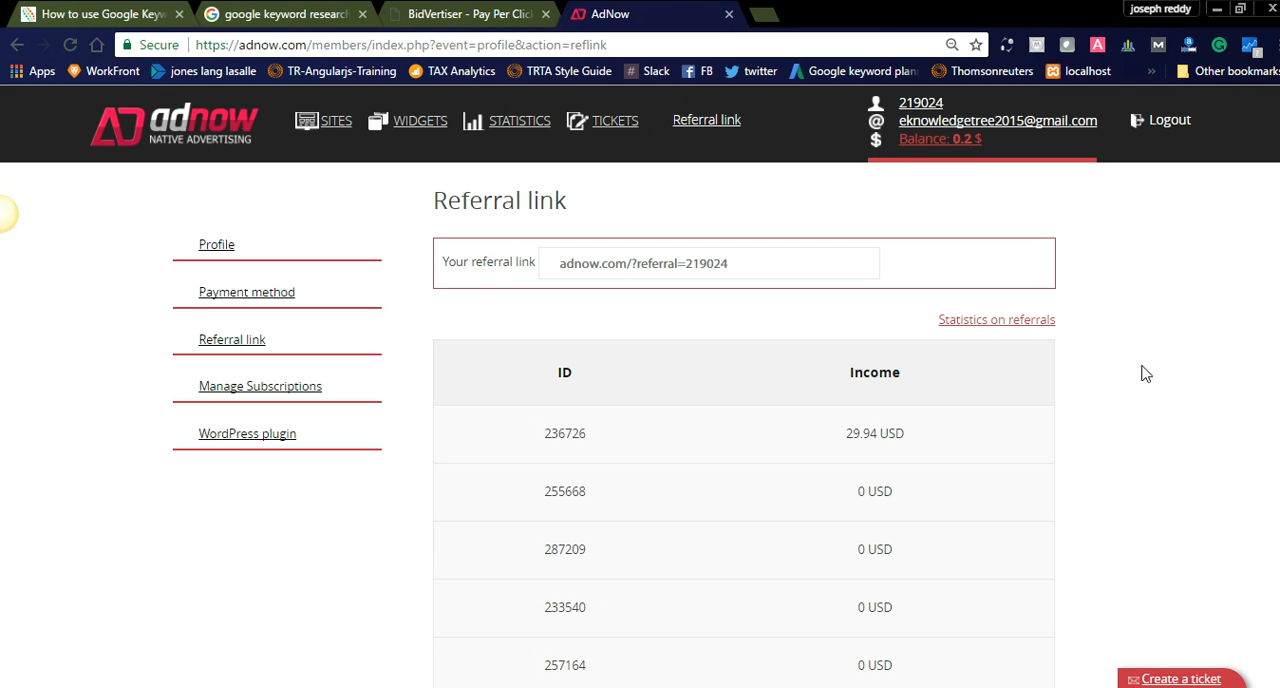 How to use Google Keyw
google keyword research
BidVertiser - Pay Per Clic
AdNow
joseph reddy
Secure
https://adnow.com/members/index.php?event=profile&action=reflink
Apps
WorkFront
jones lang lasalle
TR-Angularjs-Training
TAX Analytics
TRTA Style Guide
Slack
FB
twitter
Google keyword plan
Thomsonreuters
localhost
»
Other bookmarks
adnow
NATIVE ADVERTISING
SITES
WIDGETS
STATISTICS
TICKETS
Referral link
219024
eknowledgetree2015@gmail.com
Balance: 0.2 $
Logout
Referral link
Profile
Payment method
Referral link
Manage Subscriptions
WordPress plugin
Your referral link
adnow.com/?referral=219024
Statistics on referrals
ID Income
236726 29.94 USD
255668 0 USD
287209 0 USD
233540 0 USD
257164 0 USD
Create a ticket